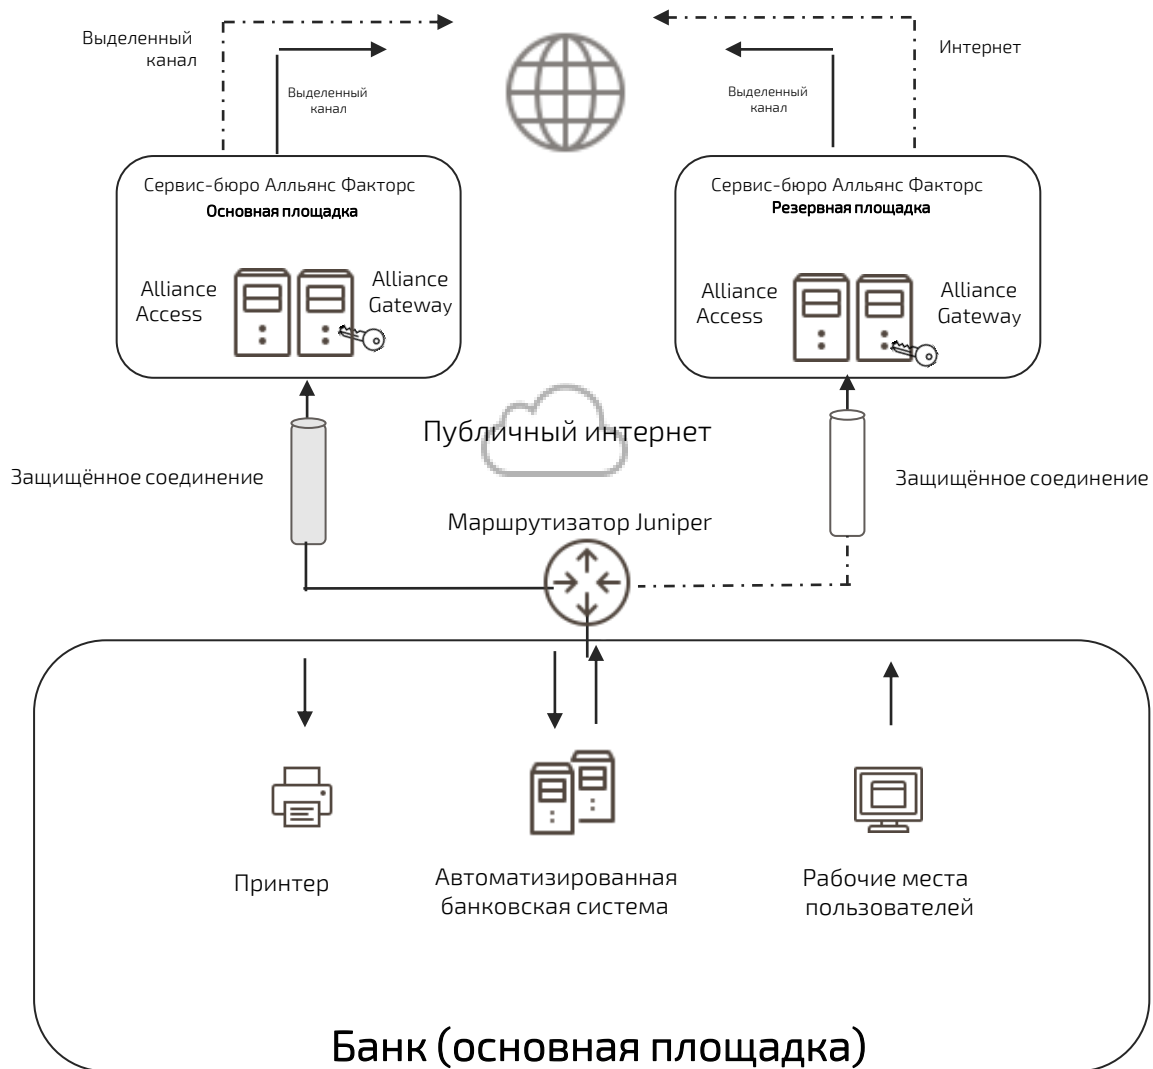 Выделенный
канал
Выделенный
канал
Выделенный
канал
Интернет
Сервис-бюро Алльянс Факторс
Основная площадка
Alliance
Access
Alliance
Gateway
Сервис-бюро Алльянс Факторс
Резервная площадка
Alliance
Access
Alliance
Gateway
Публичный интернет
Защищённое соединение
Защищённое соединение
Маршрутизатор Juniper
Принтер
Автоматизированная
банковская система
Рабочие места
пользователей
Банк (основная площадка)